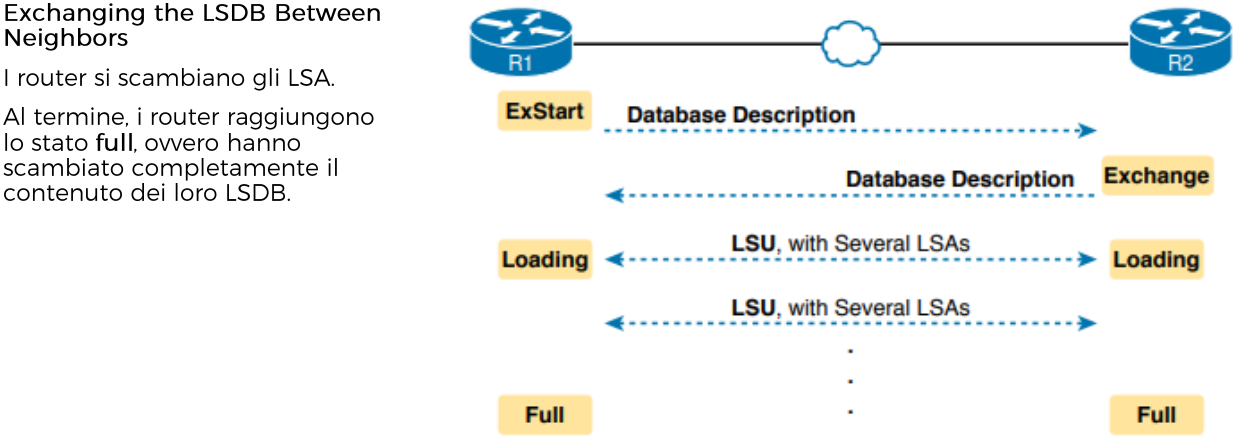 Exchanging the LSDB Between
Neighbors
I router si scambiano gli LSA.
Al termine, i router raggiungono
lo stato full, ovvero hanno
scambiato completamente il
contenuto dei loro LSDB.
R1
R2
ExStart
Database Description
Database Description
Exchange
Loading
LSU, with Several LSAs
Loading
LSU, with Several LSAs
.
.
.
Full
Full